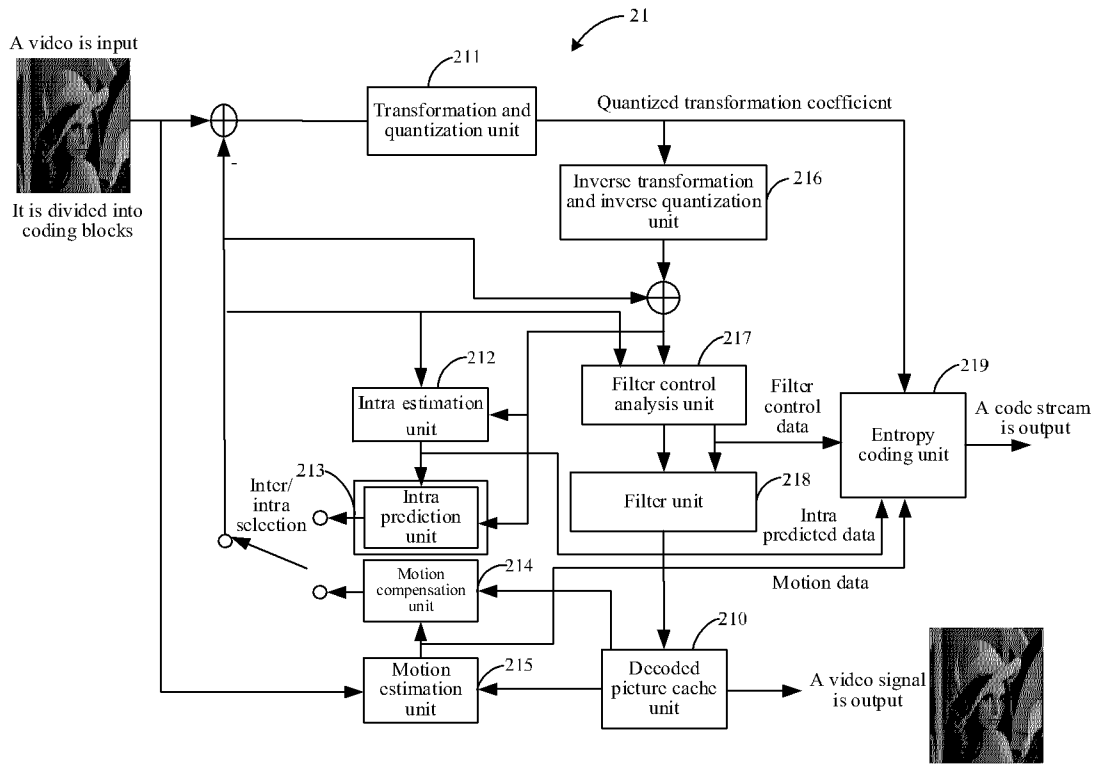 21
A video is input
211
Transformation and
quantization unit
Quantized transformation coefficient
Inverse transformation
and inverse quantization
unit
216
It is divided into
coding blocks
-
217
212
Filter control
analysis unit
Filter
control
data
219
Intra estimation
unit
Entropy
coding unit
A code stream
is output
213
Inter/
intra
selection
Intra
prediction
unit
Filter unit
218
Intra
predicted data
Motion
compensation
unit
214
Motion data
210
Motion
estimation
unit
215
Decoded
picture cache
unit
A video signal
is output